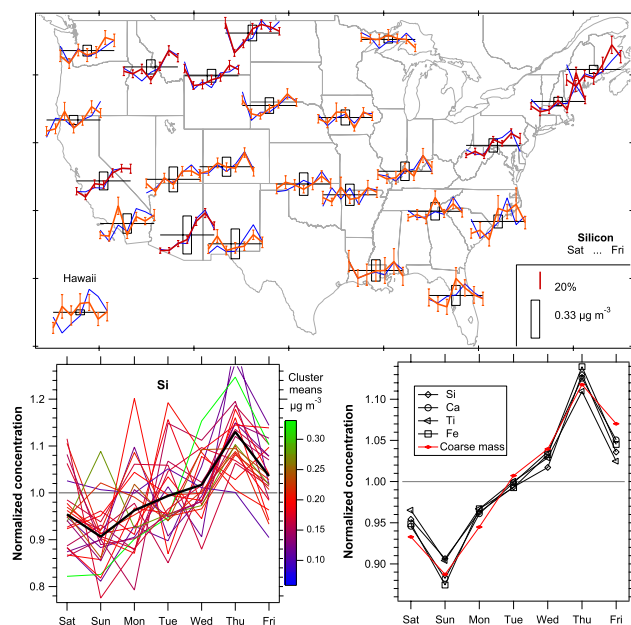 Hawaii
Silicon
Sat ... Fri
20%
0.33 µg m-3
Si
Normalized concentration
1.2
1.1
1.0
0.9
0.8
Sat Sun Mon Tue Wed Thu Fri
Cluster
means
µg m-3
0.30
0.25
0.20
0.15
0.10
Normalized concentration
1.10
1.05
1.00
0.95
0.90
Si
Ca
Ti
Fe
Coarse mass
Sat Sun Mon Tue Wed Thu Fri